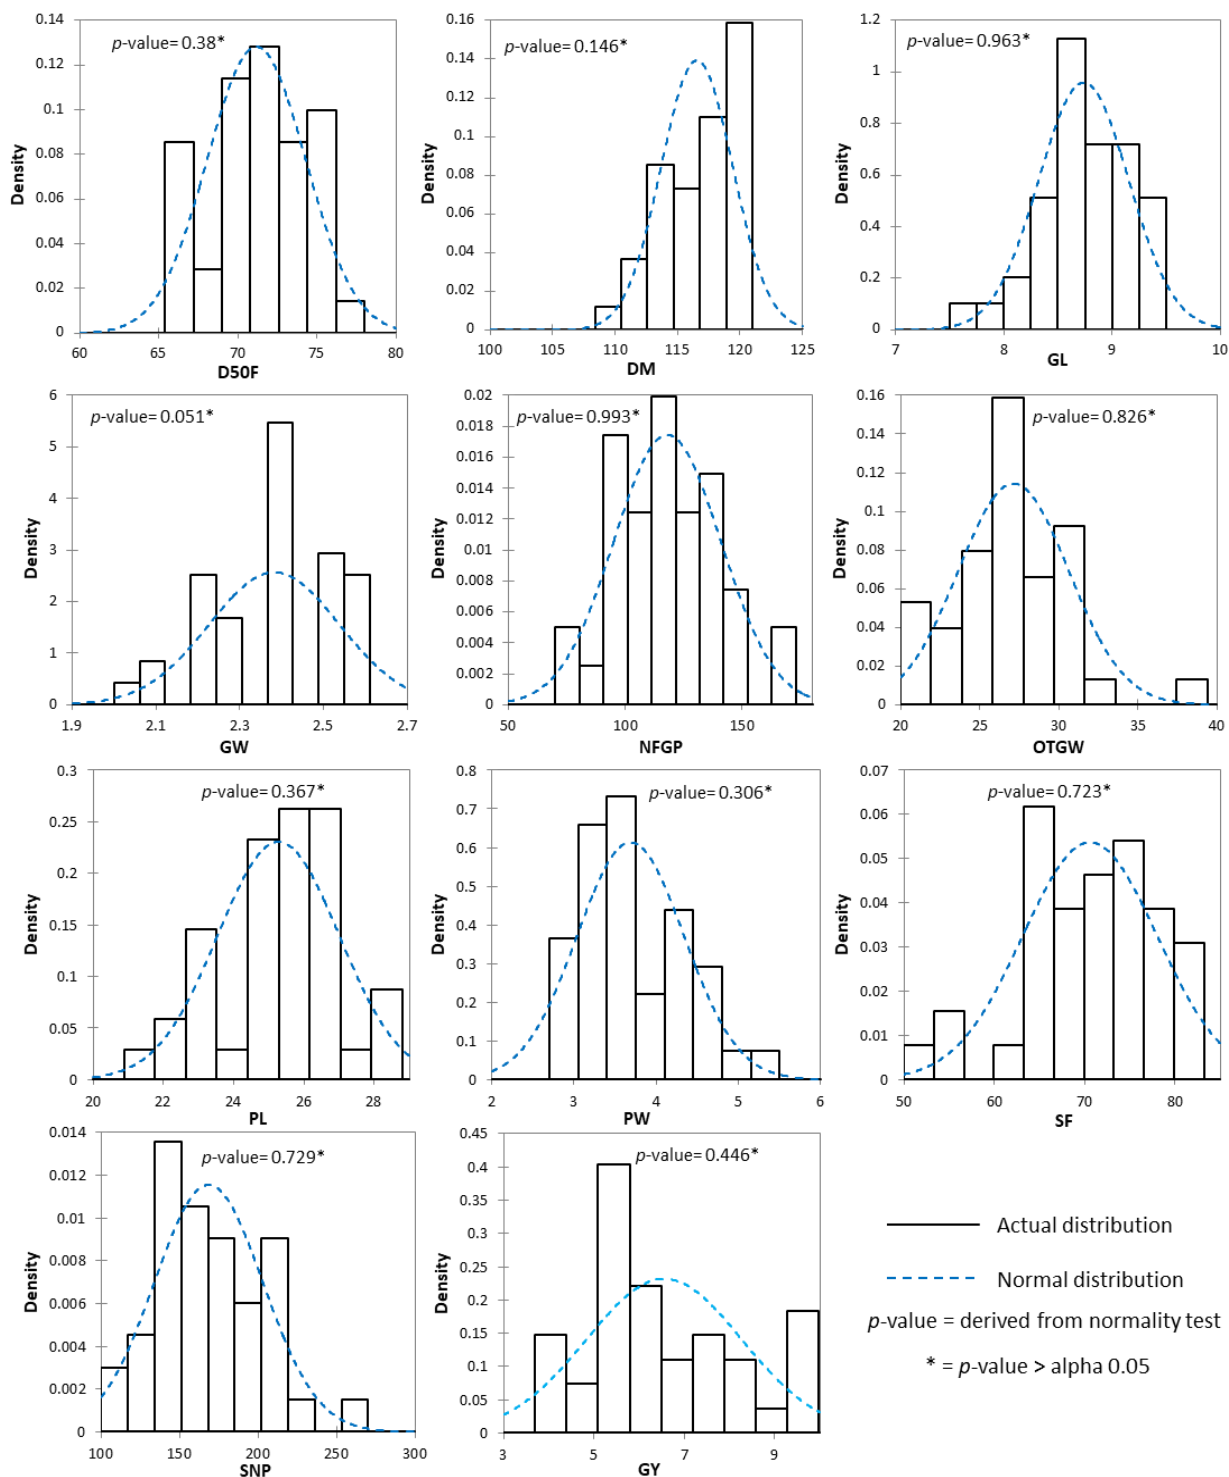 p-value= 0.38*
Density
0.14
0.12
0.1
0.08
0.06
0.04
0.02
0
60 65 70 75 80
D50F
p-value= 0.146*
Density
0.16
0.14
0.12
0.1
0.08
0.06
0.04
0.02
0
100 105 110 115 120 125
DM
p-value= 0.963*
Density
1.2
1
0.8
0.6
0.4
0.2
0
7 8 9 10
GL
p-value= 0.051*
Density
6
5
4
3
2
1
0
1.9 2.1 2.3 2.5 2.7
GW
p-value= 0.993*
Density
0.02
0.018
0.016
0.014
0.012
0.01
0.008
0.006
0.004
0.002
0
50 100 150
NFGP
p-value= 0.826*
Density
0.16
0.14
0.12
0.1
0.08
0.06
0.04
0.02
0
20 25 30 35 40
OTGW
p-value= 0.367*
Density
0.3
0.25
0.2
0.15
0.1
0.05
0
20 22 24 26 28
PL
p-value= 0.306*
Density
0.8
0.7
0.6
0.5
0.4
0.3
0.2
0.1
0
2 3 4 5 6
PW
p-value= 0.723*
Density
0.07
0.06
0.05
0.04
0.03
0.02
0.01
0
50 60 70 80
SF
p-value= 0.729*
Density
0.014
0.012
0.01
0.008
0.006
0.004
0.002
0
100 150 200 250 300
SNP
p-value= 0.446*
Density
0.45
0.4
0.35
0.3
0.25
0.2
0.15
0.1
0.05
0
3 5 7 9
GY
Actual distribution
Normal distribution
p-value = derived from normality test
* = p-value > alpha 0.05